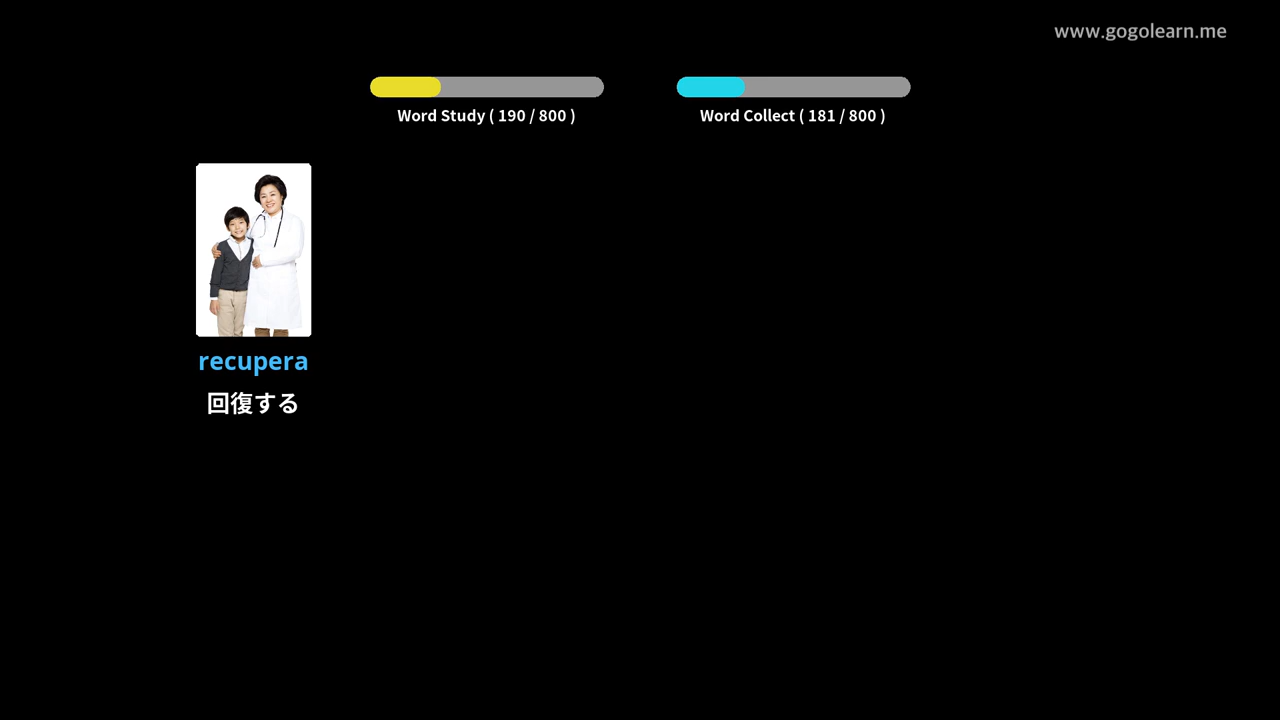 www.gogolearn.me
Word Study ( 190 / 800 )
Word Collect ( 181 / 800 )
recupera
回復する